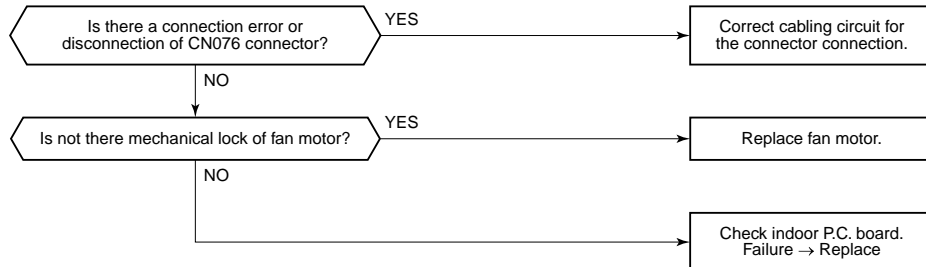 Is there a connection error or
disconnection of CN076 connector?
YES
Correct cabling circuit for
the connector connection.
NO
Is not there mechanical lock of fan motor?
YES
Replace fan motor.
NO
Check indoor P.C. board.
Failure → Replace